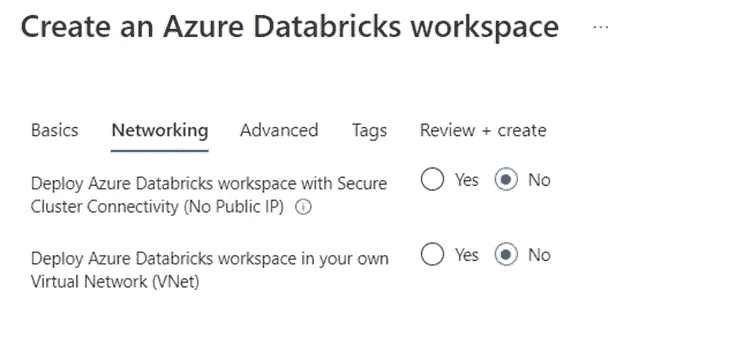 Create an Azure Databricks workspace ...
Basics Networking Advanced Tags Review + create
Deploy Azure Databricks workspace with Secure Yes No
Cluster Connectivity (No Public IP)
Deploy Azure Databricks workspace in your own Yes No
Virtual Network (VNet)